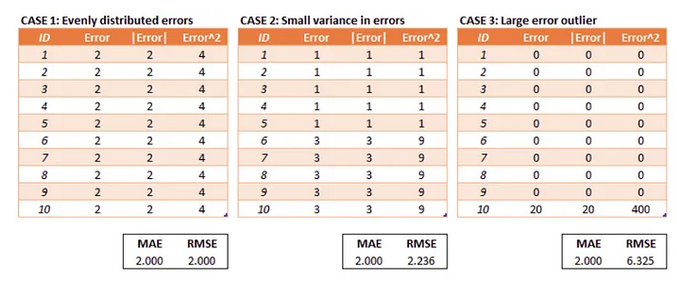 CASE 1: Evenly distributed errors
ID Error |Error| Error^2
1 2 2 4
2 2 2 4
3 2 2 4
4 2 2 4
5 2 2 4
6 2 2 4
7 2 2 4
8 2 2 4
9 2 2 4
10 2 2 4
MAE RMSE
2.000 2.000
CASE 2: Small variance in errors
ID Error |Error| Error^2
1 1 1 1
2 1 1 1
3 1 1 1
4 1 1 1
5 1 1 1
6 3 3 9
7 3 3 9
8 3 3 9
9 3 3 9
10 3 3 9
MAE RMSE
2.000 2.236
CASE 3: Large error outlier
ID Error |Error| Error^2
1 0 0 0
2 0 0 0
3 0 0 0
4 0 0 0
5 0 0 0
6 0 0 0
7 0 0 0
8 0 0 0
9 0 0 0
10 20 20 400
MAE RMSE
2.000 6.325